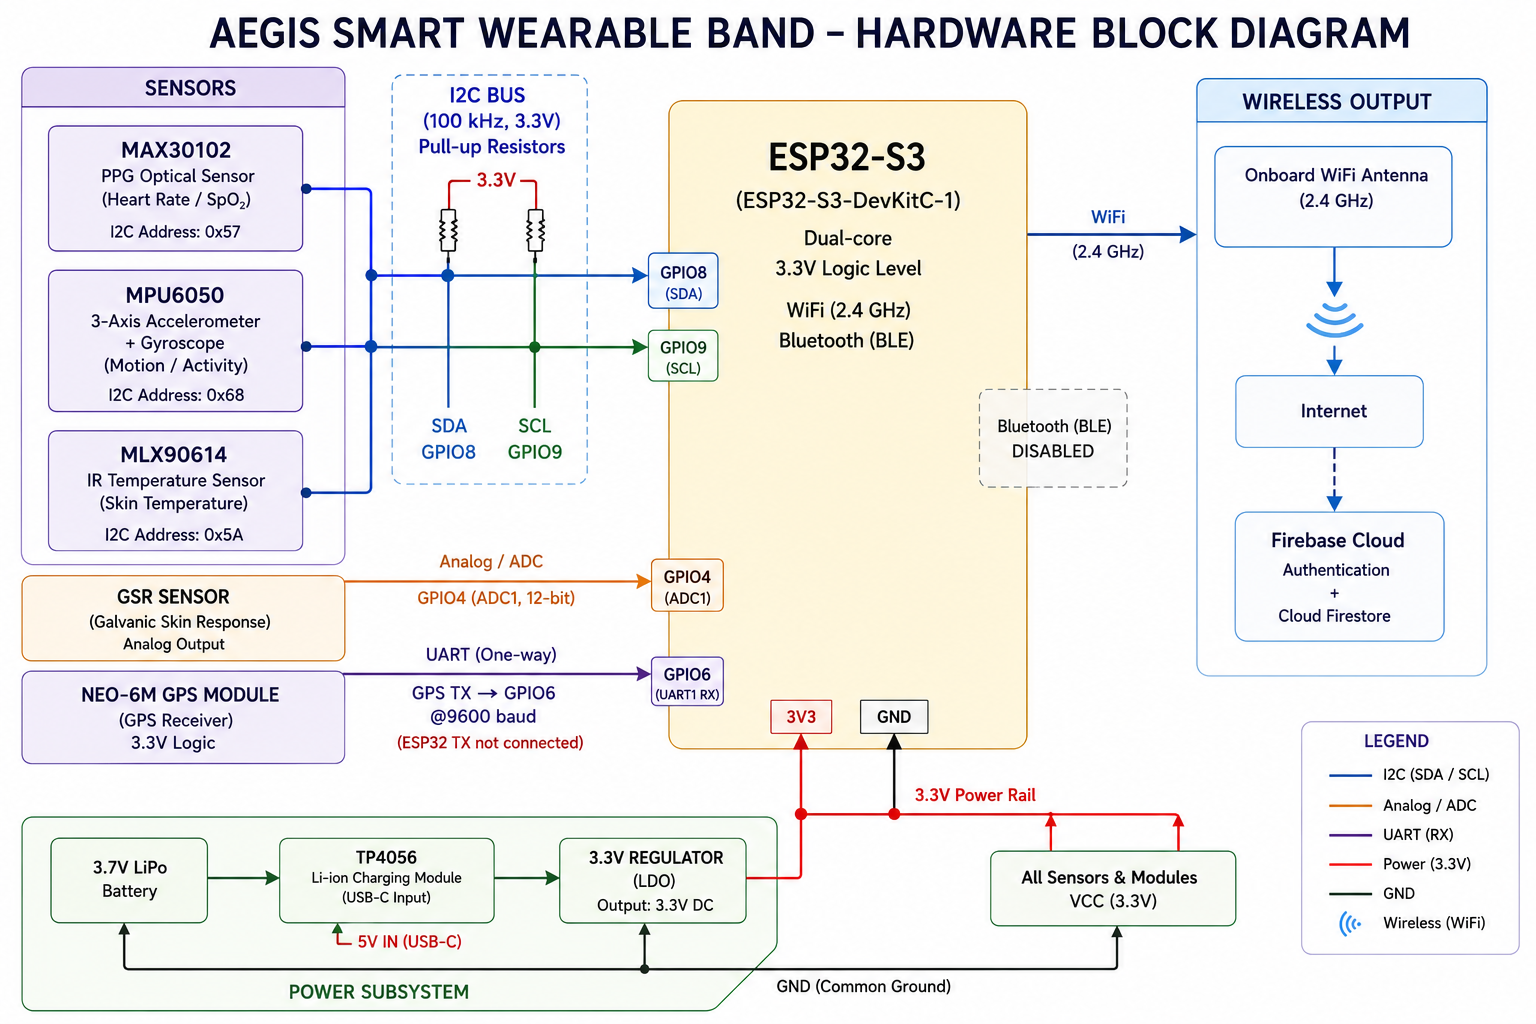 AEGIS SMART WEARABLE BAND – HARDWARE BLOCK DIAGRAM
SENSORS
MAX30102
PPG Optical Sensor
(Heart Rate / SpO₂)
I2C Address: 0x57
MPU6050
3-Axis Accelerometer
+ Gyroscope
(Motion / Activity)
I2C Address: 0x68
MLX90614
IR Temperature Sensor
(Skin Temperature)
I2C Address: 0x5A
GSR SENSOR
(Galvanic Skin Response)
Analog Output
NEO-6M GPS MODULE
(GPS Receiver)
3.3V Logic
I2C BUS
(100 kHz, 3.3V)
Pull-up Resistors
3.3V
SDA
GPIO8
SCL
GPIO9
Analog / ADC
GPIO4 (ADC1, 12-bit)
UART (One-way)
GPS TX → GPIO6
@9600 baud
(ESP32 TX not connected)
ESP32-S3
(ESP32-S3-DevKitC-1)
Dual-core
3.3V Logic Level
WiFi (2.4 GHz)
Bluetooth (BLE)
GPIO8
(SDA)
GPIO9
(SCL)
GPIO4
(ADC1)
GPIO6
(UART1 RX)
3V3
GND
Bluetooth (BLE)
DISABLED
WiFi
(2.4 GHz)
WIRELESS OUTPUT
Onboard WiFi Antenna
(2.4 GHz)
Internet
Firebase Cloud
Authentication
+
Cloud Firestore
3.3V Power Rail
3.7V LiPo
Battery
TP4056
Li-ion Charging Module
(USB-C Input)
5V IN (USB-C)
3.3V REGULATOR
(LDO)
Output: 3.3V DC
POWER SUBSYSTEM
All Sensors & Modules
VCC (3.3V)
GND (Common Ground)
LEGEND
I2C (SDA / SCL)
Analog / ADC
UART (RX)
Power (3.3V)
GND
Wireless (WiFi)